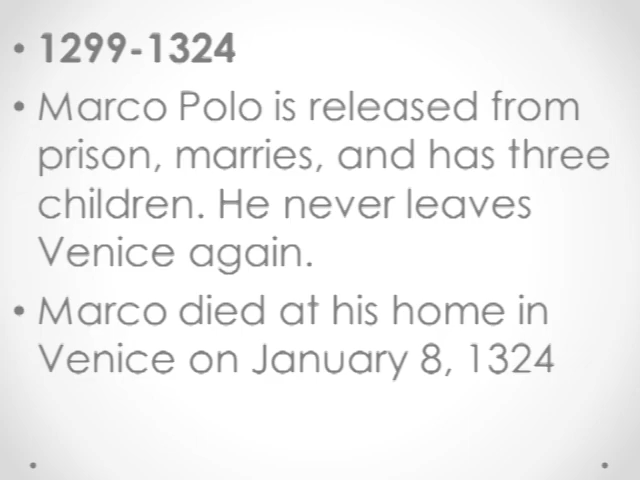 • 1299-1324
• Marco Polo is released from
prison, marries, and has three
children. He never leaves
Venice again.
• Marco died at his home in
Venice on January 8, 1324